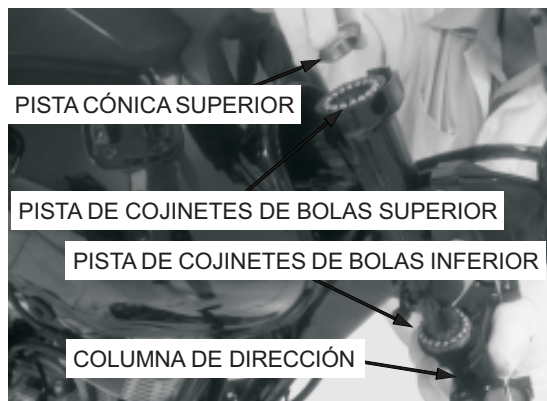 PISTA CÓNICA SUPERIOR
PISTA DE COJINETES DE BOLAS SUPERIOR
PISTA DE COJINETES DE BOLAS INFERIOR
COLUMNA DE DIRECCIÓN